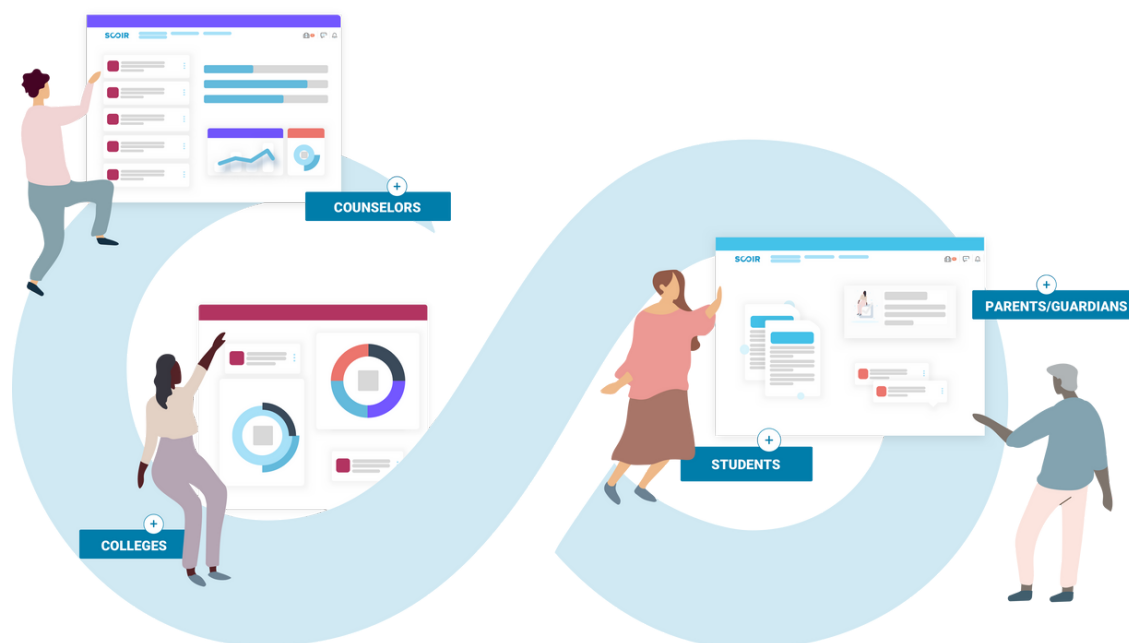 SCOIR
COUNSELORS
SCOIR
PARENTS/GUARDIANS
STUDENTS
COLLEGES